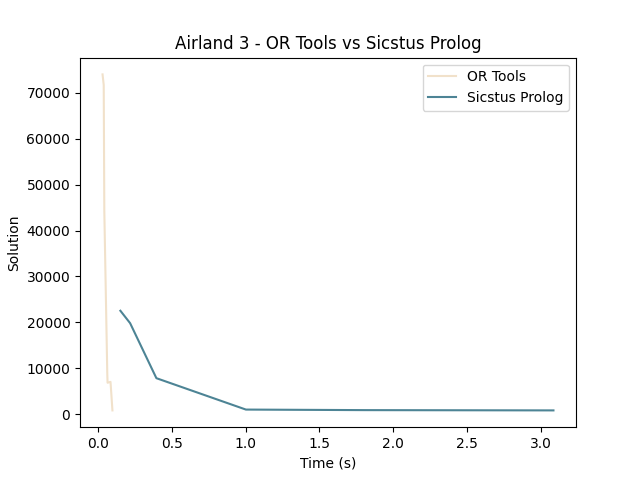 Airland 3 - OR Tools vs Sicstus Prolog
OR Tools
Sicstus Prolog
70000
60000
50000
40000
30000
20000
10000
0
Solution
0.0 0.5 1.0 1.5 2.0 2.5 3.0
Time (s)